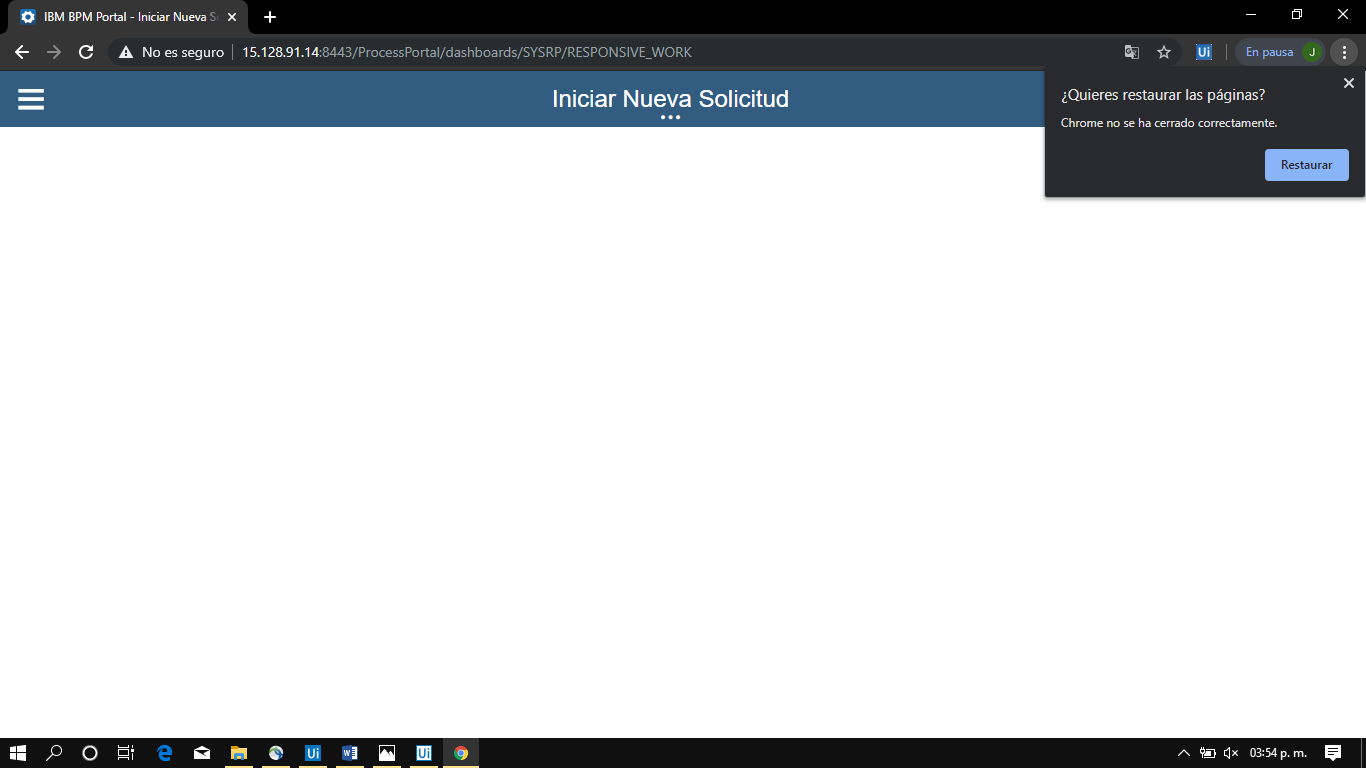 IBM BPM Portal - Iniciar Nueva S
No es seguro
15.128.91.14:8443/ProcessPortal/dashboards/SYSRP/RESPONSIVE_WORK
Ui
En pausa
J
Iniciar Nueva Solicitud
¿Quieres restaurar las páginas?
Chrome no se ha cerrado correctamente.
Restaurar
Ui
W
Ui
03:54 p. m.